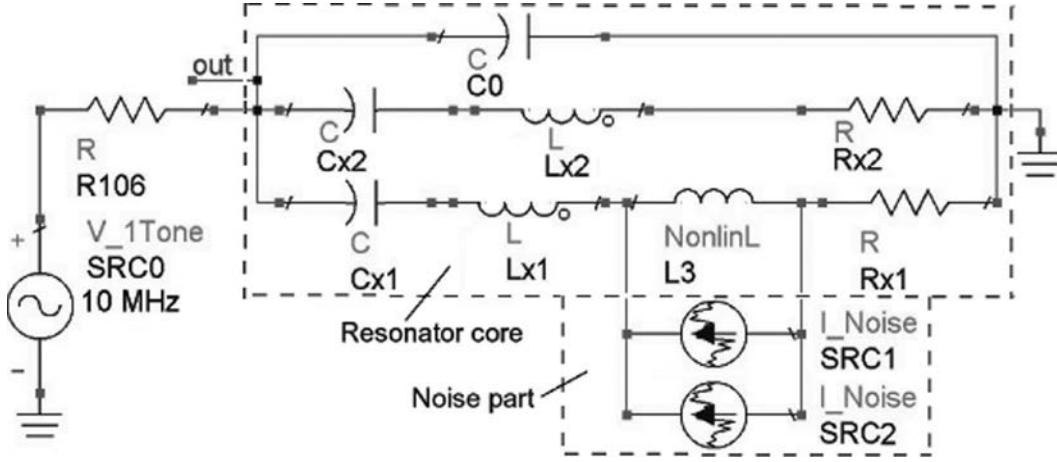 out
C
C0
R
R106
C
Cx2
L
Lx2
R
Rx2
V_1Tone
SRC0
10 MHz
+
-
C
Cx1
L
Lx1
NonlinL
L3
R
Rx1
Resonator core
Noise part
I_Noise
SRC1
I_Noise
SRC2